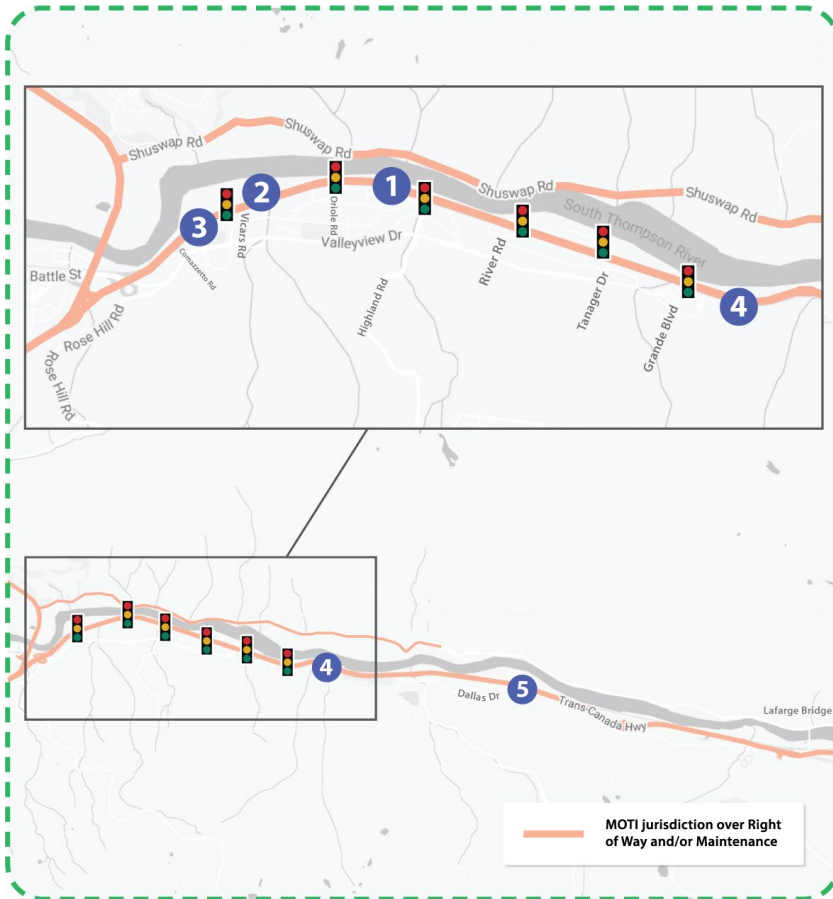 Shuswap Rd
Shuswap Rd
Shuswap Rd
Shuswap Rd
South Thompson River
1
2
3
4
Oriole Rd
Vicars Rd
Valleyview Dr
Comazzetto Rd
Battle St
Rose Hill Rd
Rose Hill Rd
Highland Rd
River Rd
Tanager Dr
Grande Blvd
4
5
Dallas Dr
Trans-Canada Hwy
Lafarge Bridge
MOTI jurisdiction over Right
of Way and/or Maintenance